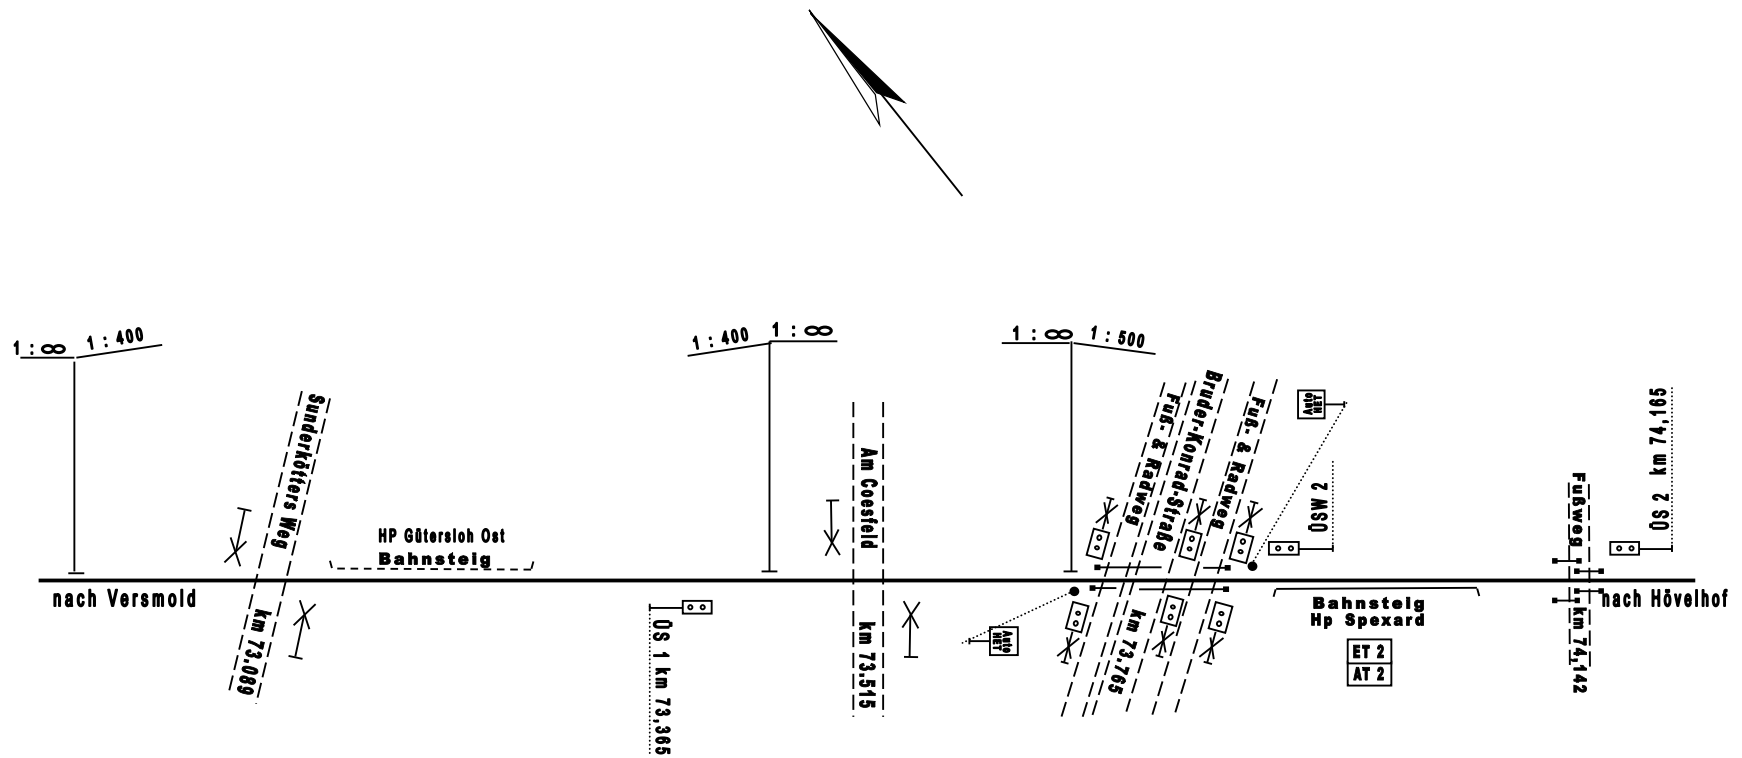 1 : ∞
1 : 400
1 : 400
1 : ∞
1 : ∞
1 : 500
Sunderkötters Weg
km 73.089
HP Gütersloh Ost
Bahnsteig
nach Versmold
ÖS 1 km 73,365
Am Coesfeld
km 73.515
Auto
NET
Fuß- & Radweg
Bruder-Konrad-Straße
Fuß- & Radweg
km 73.765
Auto
NET
ÖSW 2
Bahnsteig
Hp Spexard
ET 2
AT 2
Fußweg
km 74,142
ÖS 2 km 74,165
nach Hövelhof